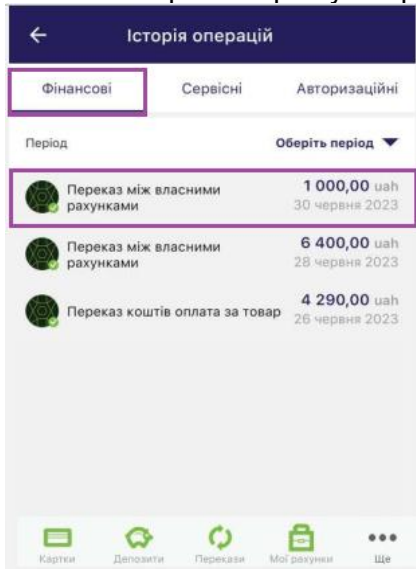 Історія операцій
Фінансові Сервісні Авторизаційні
Період Оберіть період
Переказ між власними 1 000,00 uah
рахунками 30 червня 2023
Переказ між власними 6 400,00 uah
рахунками 28 червня 2023
Переказ коштів оплата за товар 4 290,00 uah
26 червня 2023
Картки Депозити Перекази Мої рахунки Ще